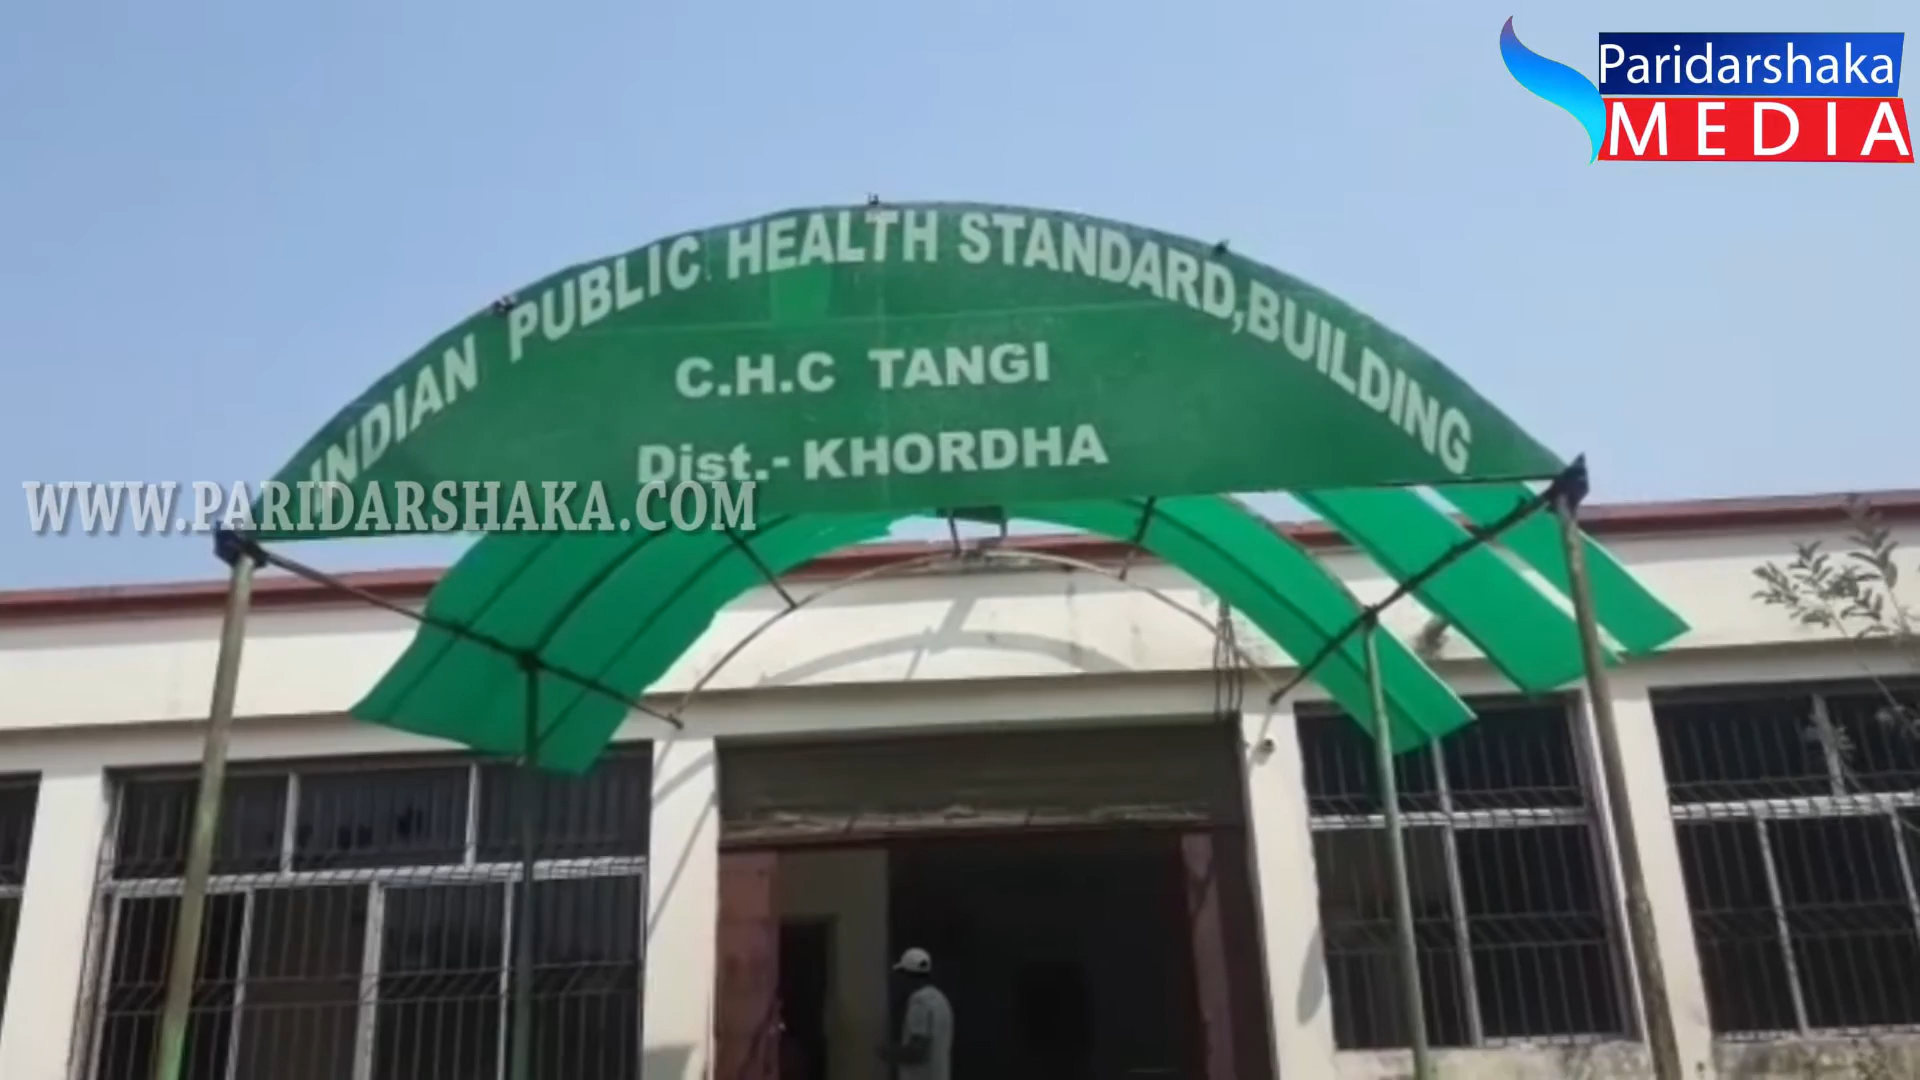 Paridarshaka
MEDIA
INDIAN PUBLIC HEALTH STANDARD,BUILDING
C.H.C TANGI
Dist.- KHORDHA
WWW.PARIDARSHAKA.COM